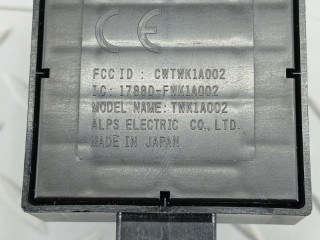 CE
FCC ID : CWTWK1A002
IC: 1788D-FWK1A002
MODEL NAME: TWK1A002
ALPS ELECTRIC CO., LTD.
MADE IN JAPAN